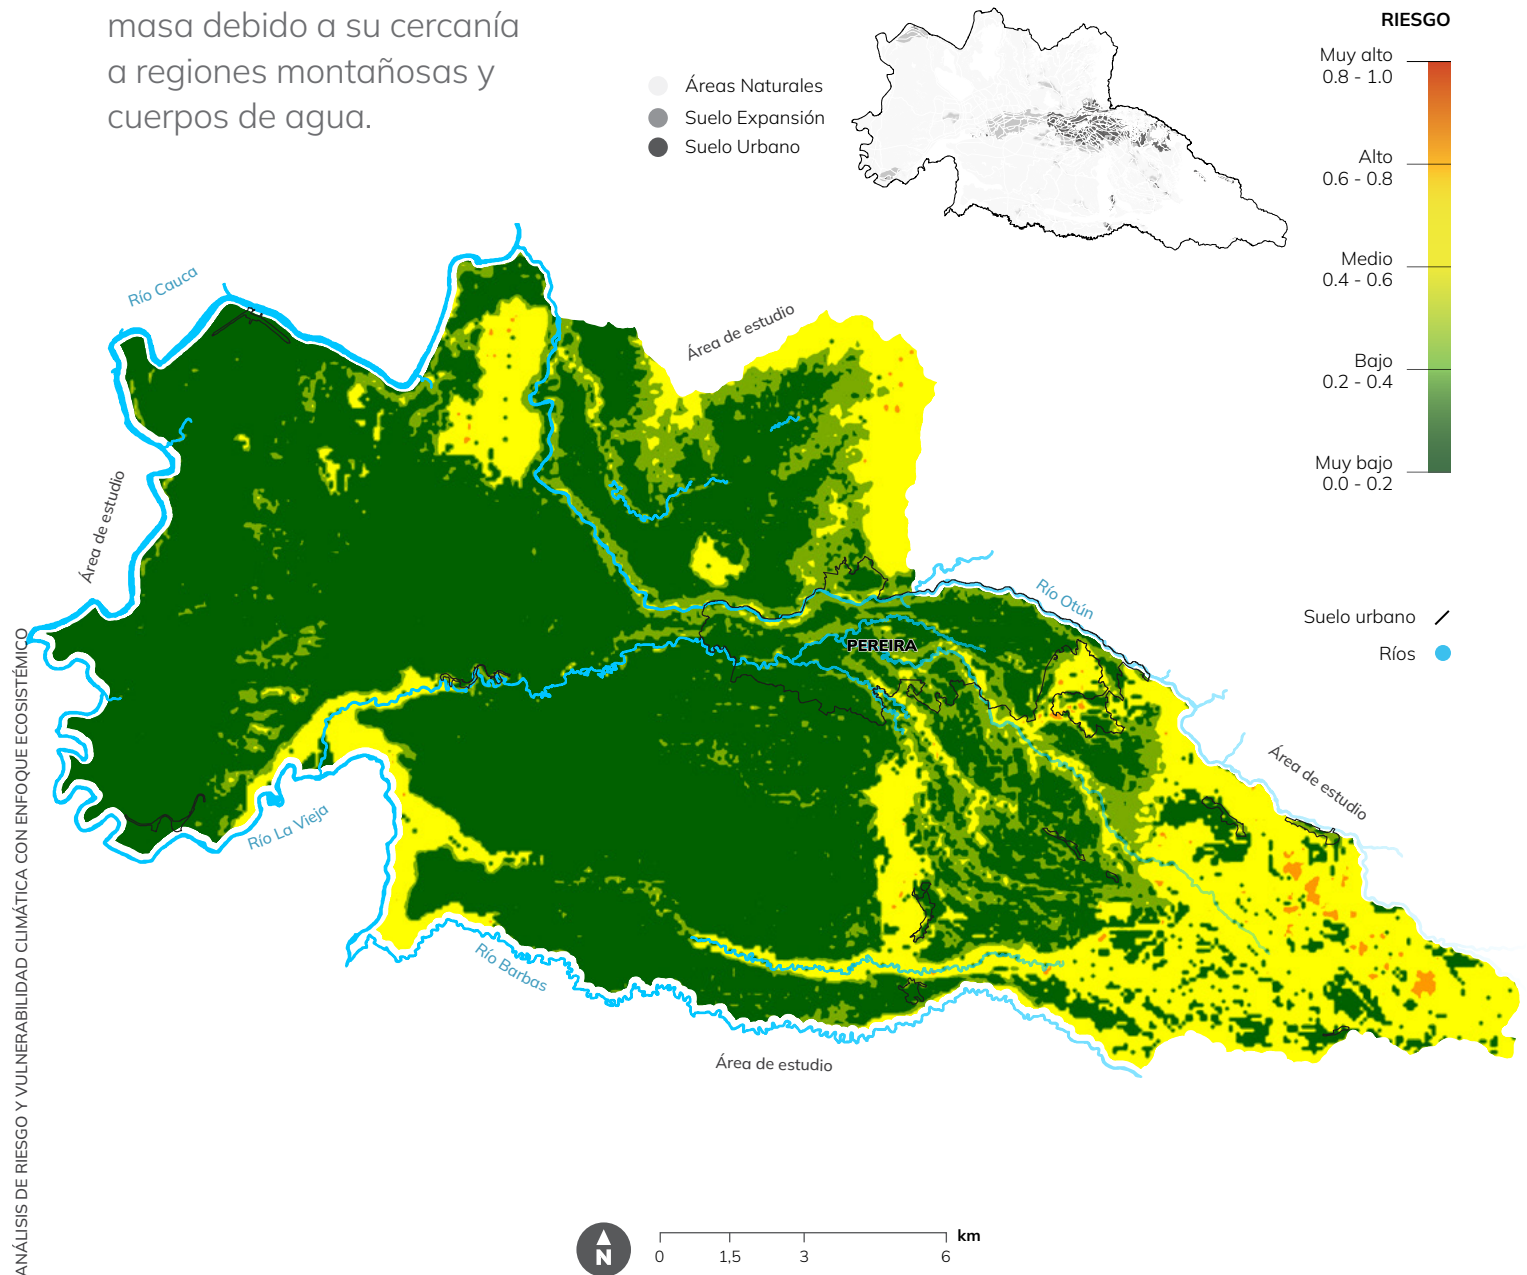 masa debido a su cercanía
a regiones montañosas y
cuerpos de agua.
Áreas Naturales
Suelo Expansión
Suelo Urbano
RIESGO
Muy alto
0.8 - 1.0
Alto
0.6 - 0.8
Medio
0.4 - 0.6
Bajo
0.2 - 0.4
Muy bajo
0.0 - 0.2
Río Cauca
Área de estudio
Área de estudio
Río Otún
PEREIRA
Suelo urbano
Ríos
Área de estudio
Río La Vieja
Río Barbas
Área de estudio
ANÁLISIS DE RIESGO Y VULNERABILIDAD CLIMÁTICA CON ENFOQUE ECOSISTÉMICO
N
0 1,5 3 6 km